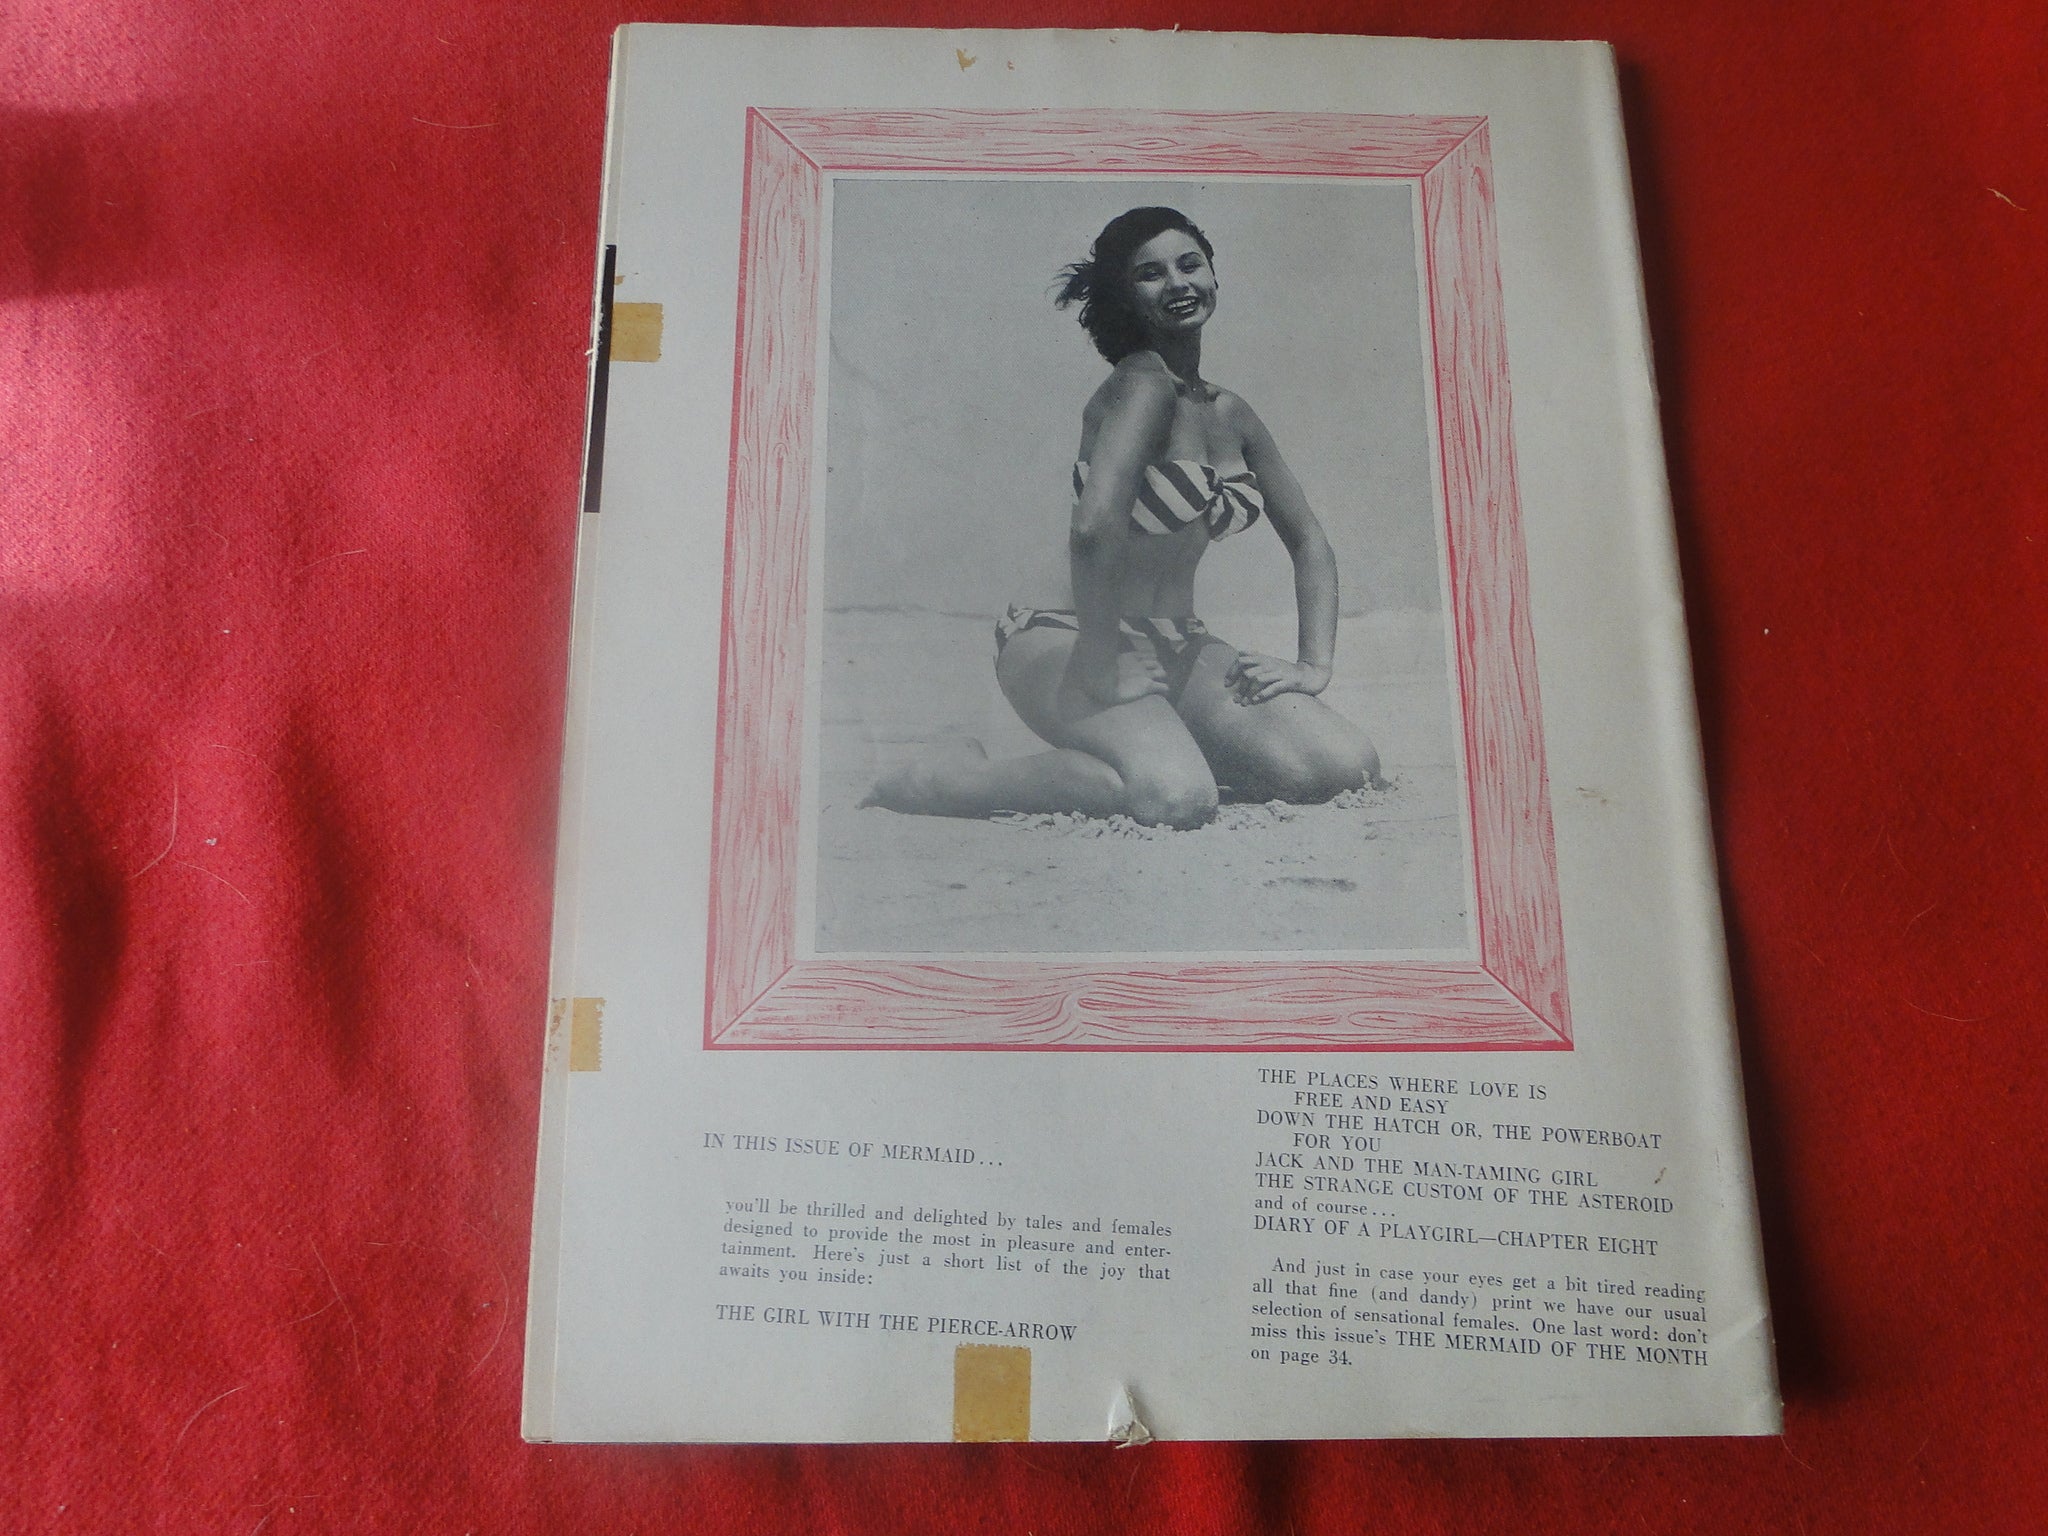 IN THIS ISSUE OF MERMAID...
you'll be thrilled and delighted by tales and females
designed to provide the most in pleasure and enter-
tainment. Here's just a short list of the joy that
awaits you inside:
THE GIRL WITH THE PIERCE-ARROW
THE PLACES WHERE LOVE IS
FREE AND EASY
DOWN THE HATCH OR, THE POWERBOAT
FOR YOU
JACK AND THE MAN-TAMING GIRL
THE STRANGE CUSTOM OF THE ASTEROID
and of course...
DIARY OF A PLAYGIRL—CHAPTER EIGHT
And just in case your eyes get a bit tired reading
all that fine (and dandy) print we have our usual
selection of sensational females. One last word: don't
miss this issue's THE MERMAID OF THE MONTH
on page 34.